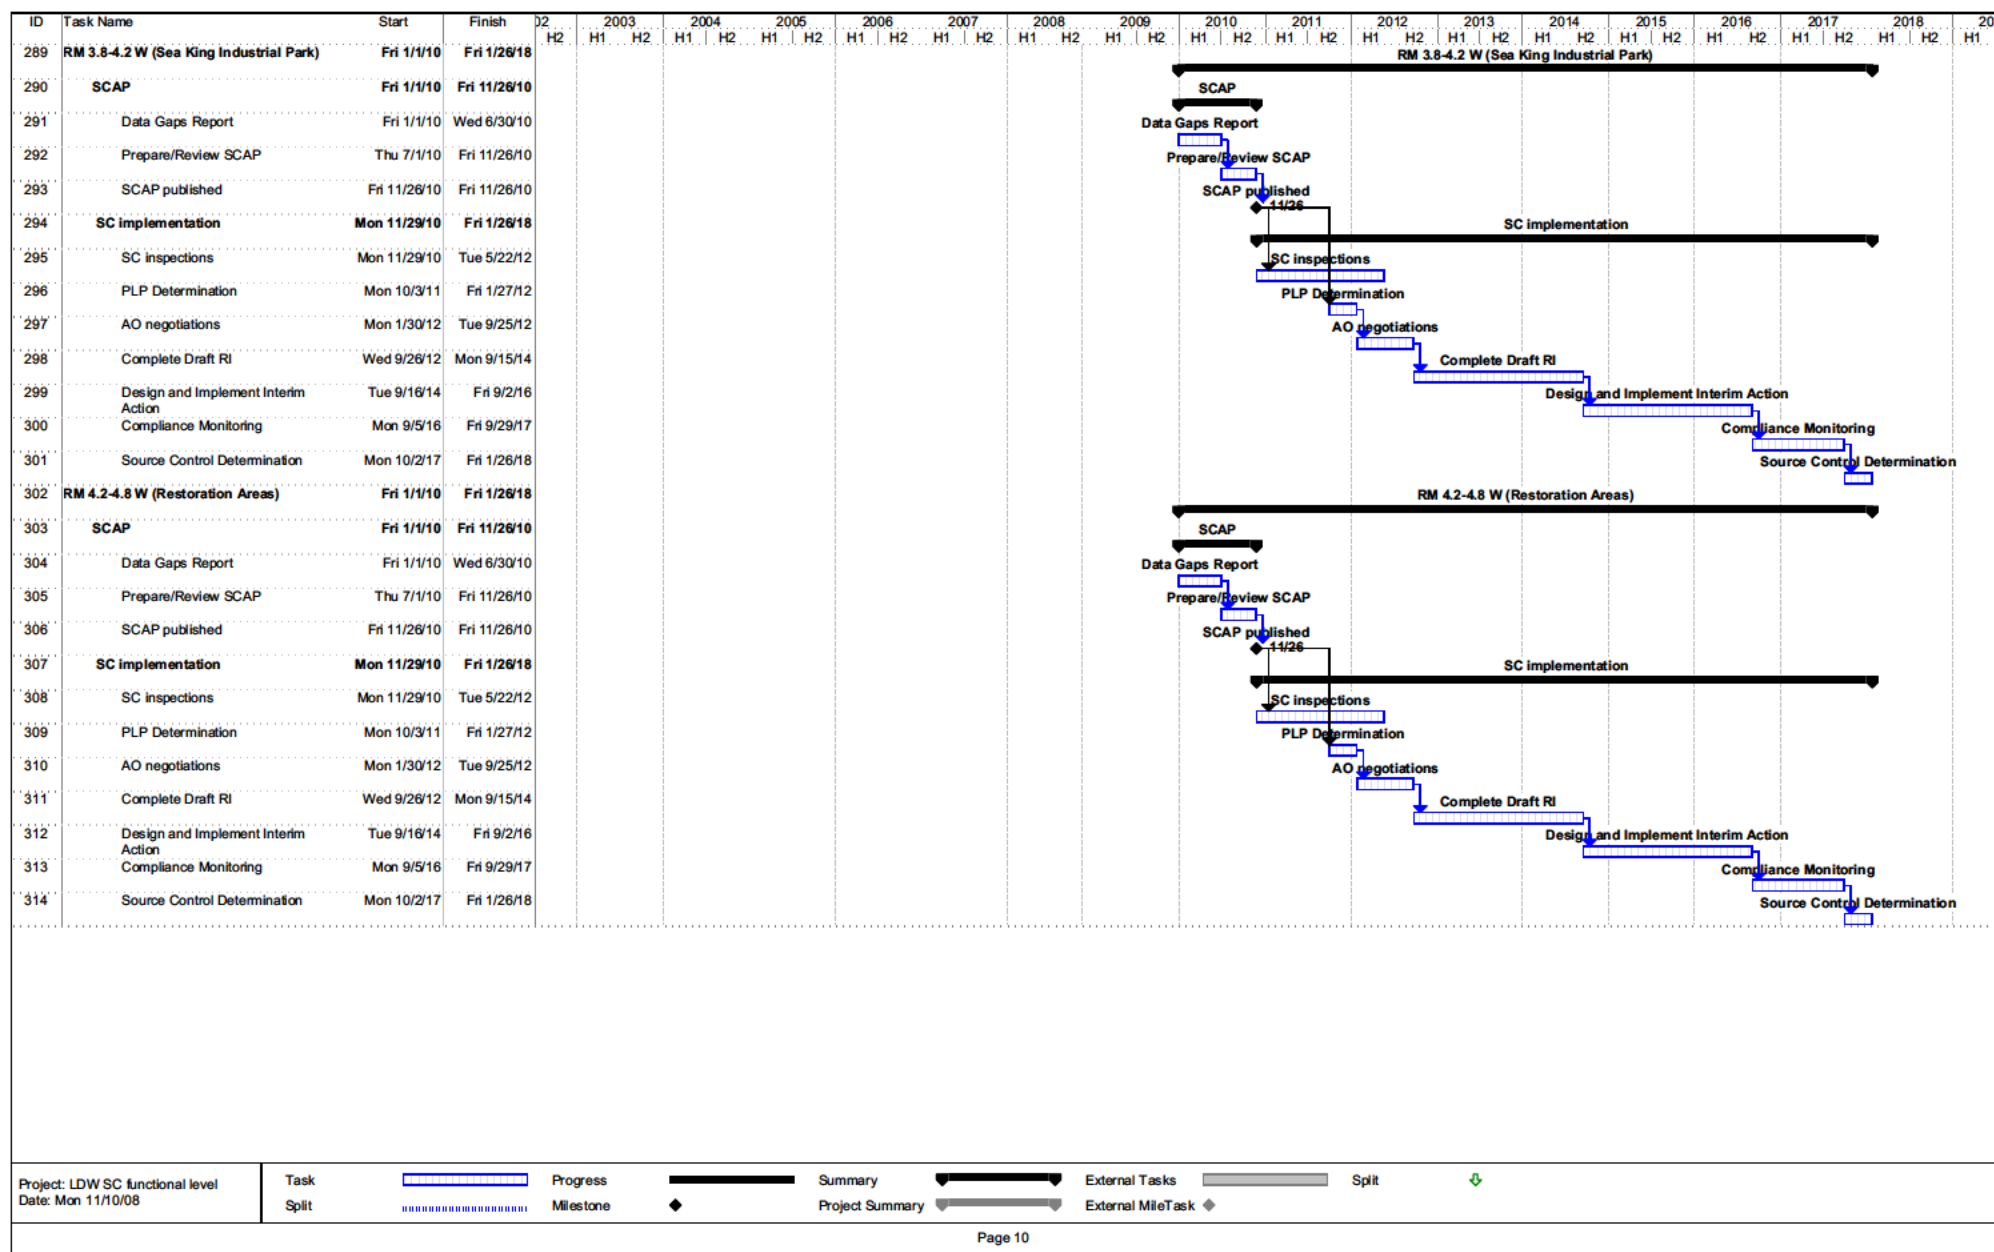 ID Task Name Start Finish 02 2003 2004 2005 2006 2007 2008 2009 2010 2011 2012 2013 2014 2015 2016 2017 2018 20
H2 H1 H2 H1 H2 H1 H2 H1 H2 H1 H2 H1 H2 H1 H2 H1 H2 H1 H2 H1 H2 H1 H2 H1 H2 H1 H2 H1 H2 H1 H2 H1 H2 H1
289 RM 3.8-4.2 W (Sea King Industrial Park) Fri 1/1/10 Fri 1/26/18 RM 3.8-4.2 W (Sea King Industrial Park)
290 SCAP Fri 1/1/10 Fri 11/26/10 SCAP
291 Data Gaps Report Fri 1/1/10 Wed 6/30/10 Data Gaps Report
292 Prepare/Review SCAP Thu 7/1/10 Fri 11/26/10 Prepare/Review SCAP
293 SCAP published Fri 11/26/10 Fri 11/26/10 SCAP published
11/26
294 SC implementation Mon 11/29/10 Fri 1/26/18 SC implementation
295 SC inspections Mon 11/29/10 Tue 5/22/12 SC inspections
296 PLP Determination Mon 10/3/11 Fri 1/27/12 PLP Determination
297 AO negotiations Mon 1/30/12 Tue 9/25/12 AO negotiations
298 Complete Draft RI Wed 9/26/12 Mon 9/15/14 Complete Draft RI
299 Design and Implement Interim Tue 9/16/14 Fri 9/2/16 Design and Implement Interim Action
Action
300 Compliance Monitoring Mon 9/5/16 Fri 9/29/17 Compliance Monitoring
301 Source Control Determination Mon 10/2/17 Fri 1/26/18 Source Control Determination
302 RM 4.2-4.8 W (Restoration Areas) Fri 1/1/10 Fri 1/26/18 RM 4.2-4.8 W (Restoration Areas)
303 SCAP Fri 1/1/10 Fri 11/26/10 SCAP
304 Data Gaps Report Fri 1/1/10 Wed 6/30/10 Data Gaps Report
305 Prepare/Review SCAP Thu 7/1/10 Fri 11/26/10 Prepare/Review SCAP
306 SCAP published Fri 11/26/10 Fri 11/26/10 SCAP published
11/26
307 SC implementation Mon 11/29/10 Fri 1/26/18 SC implementation
308 SC inspections Mon 11/29/10 Tue 5/22/12 SC inspections
309 PLP Determination Mon 10/3/11 Fri 1/27/12 PLP Determination
310 AO negotiations Mon 1/30/12 Tue 9/25/12 AO negotiations
311 Complete Draft RI Wed 9/26/12 Mon 9/15/14 Complete Draft RI
312 Design and Implement Interim Tue 9/16/14 Fri 9/2/16 Design and Implement Interim Action
Action
313 Compliance Monitoring Mon 9/5/16 Fri 9/29/17 Compliance Monitoring
314 Source Control Determination Mon 10/2/17 Fri 1/26/18 Source Control Determination
Project: LDW SC functional level
Date: Mon 11/10/08
Task Progress Summary External Tasks Split
Split Milestone Project Summary External MileTask
Page 10